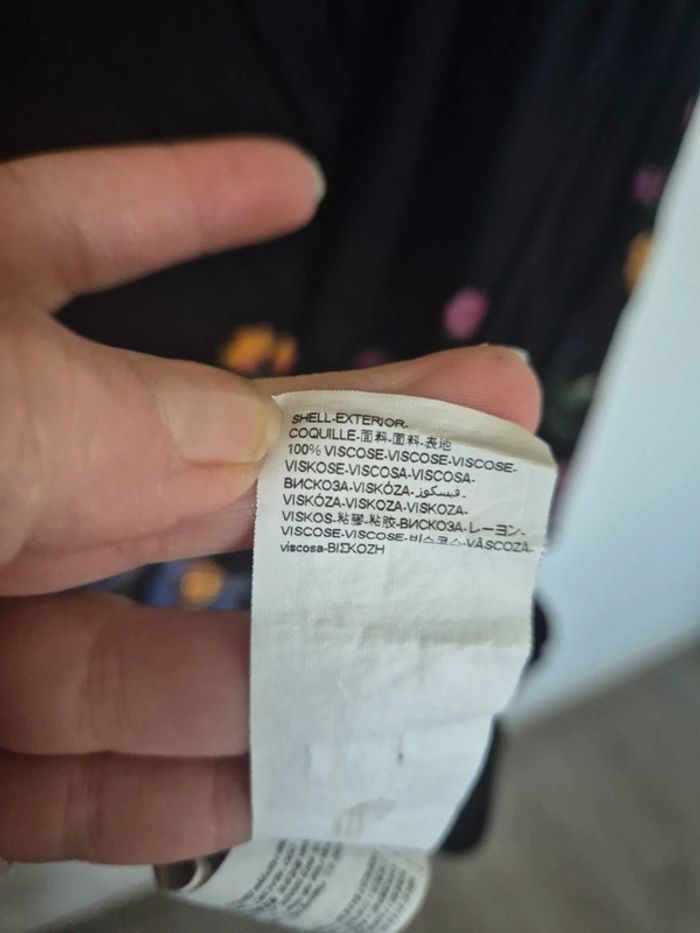 SHELL-EXTERIOR-
COQUILLE-面料-面料-表地
100% VISCOSE-VISCOSE-VISCOSE-
VISKOSE-VISCOSA-VISCOSA-
ВИСКОЗА-VISKÓZA-فيسكوز-
VISKÓZA-VISKOZA-VISKOZA-
VISKOS-粘膠-粘胶-ВИСКОЗА-レーヨン-
VISCOSE-VISCOSE-비스코스-VÂSCOZA-
viscosa-ΒΙΣΚΟΖΗ